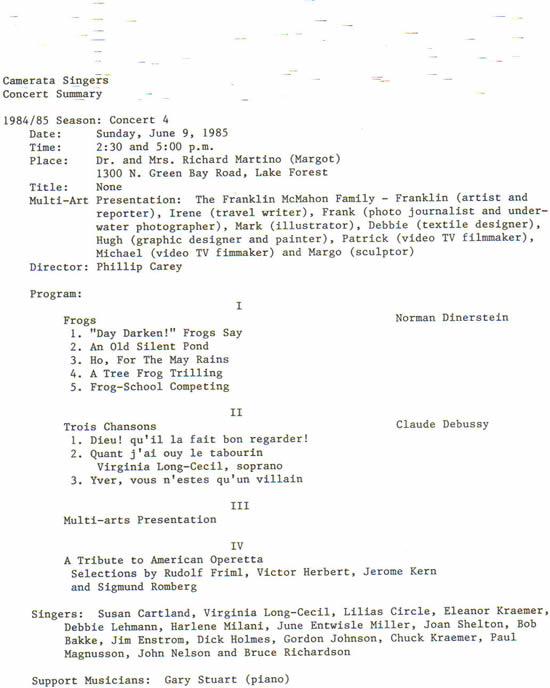 Camerata Singers
Concert Summary
1984/85 Season: Concert 4
Date: Sunday, June 9, 1985
Time: 2:30 and 5:00 p.m.
Place: Dr. and Mrs. Richard Martino (Margot)
1300 N. Green Bay Road, Lake Forest
Title: None
Multi-Art Presentation: The Franklin McMahon Family - Franklin (artist and
reporter), Irene (travel writer), Frank (photo journalist and under-
water photographer), Mark (illustrator), Debbie (textile designer),
Hugh (graphic designer and painter), Patrick (video TV filmmaker),
Michael (video TV fimmaker) and Margo (sculptor)
Director: Phillip Carey
Program:
I
Frogs Norman Dinerstein
1. "Day Darken!" Frogs Say
2. An Old Silent Pond
3. Ho, For The May Rains
4. A Tree Frog Trilling
5. Frog-School Competing
II
Trois Chansons Claude Debussy
1. Dieu! qu'il la fait bon regarder!
2. Quant j'ai ouy le tabourin
Virginia Long-Cecil, soprano
3. Yver, vous n'estes qu'un villain
III
Multi-arts Presentation
IV
A Tribute to American Operetta
Selections by Rudolf Friml, Victor Herbert, Jerome Kern
and Sigmund Romberg
Singers: Susan Cartland, Virginia Long-Cecil, Lilias Circle, Eleanor Kraemer,
Debbie Lehmann, Harlene Milani, June Entwisle Miller, Joan Shelton, Bob
Bakke, Jim Enstrom, Dick Holmes, Gordon Johnson, Chuck Kraemer, Paul
Magnusson, John Nelson and Bruce Richardson
Support Musicians: Gary Stuart (piano)